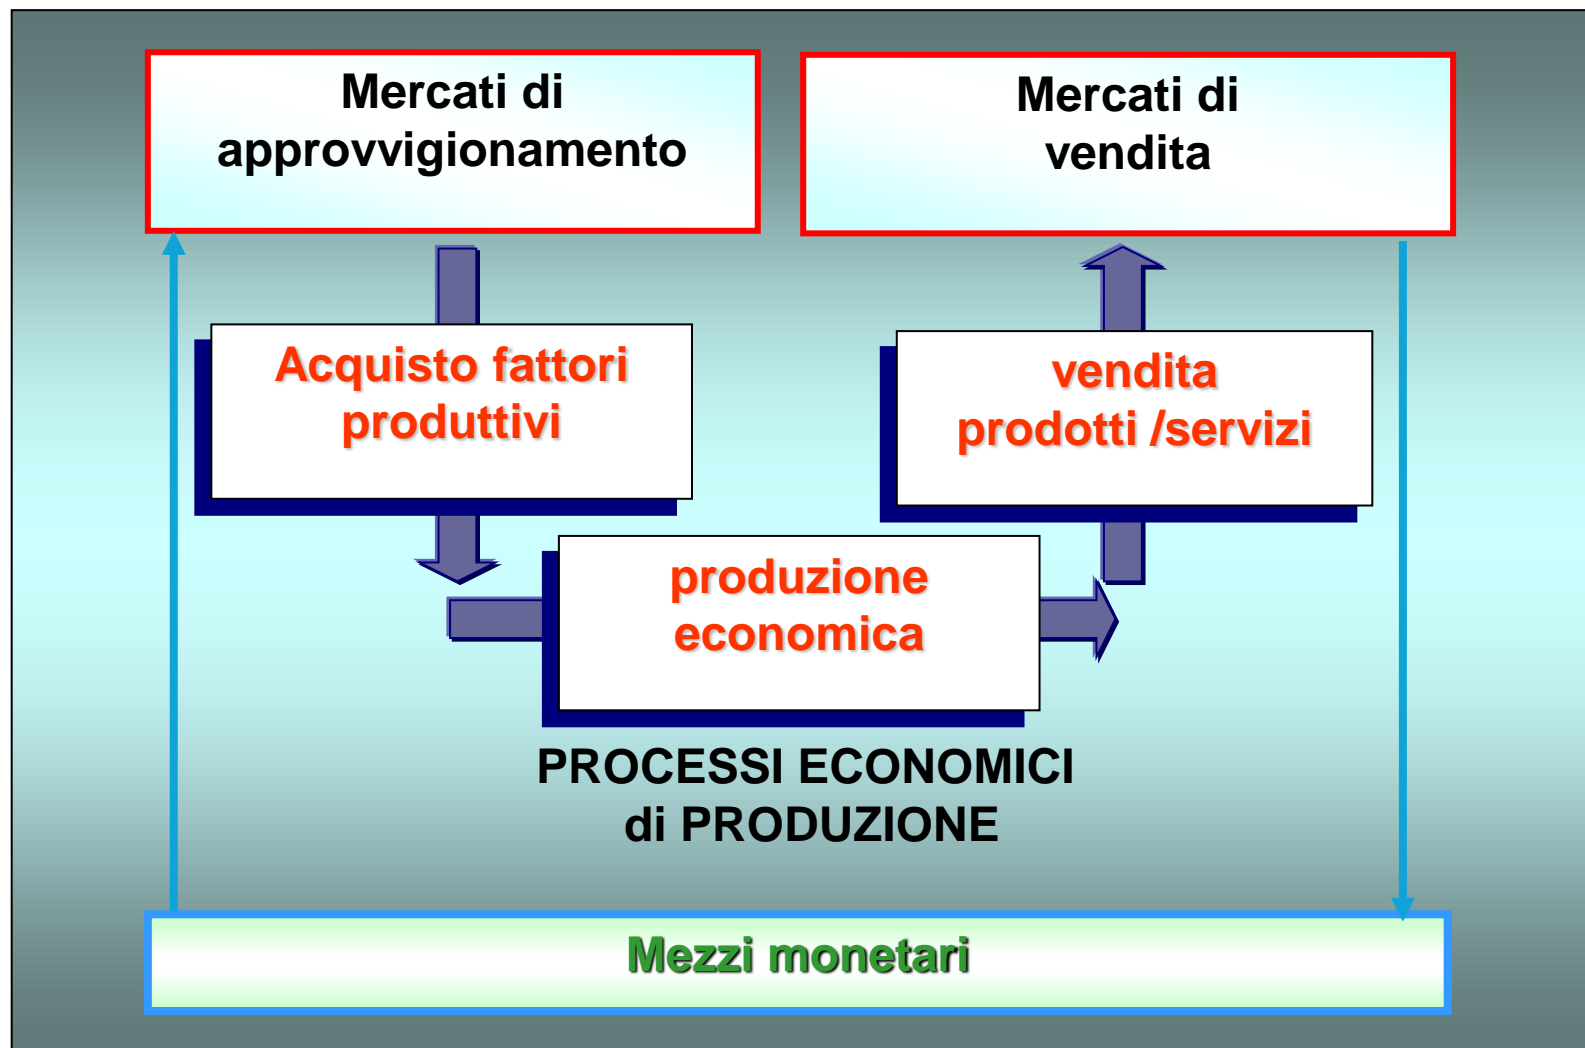 Mercati di
approvvigionamento
Mercati di
vendita
Acquisto fattori
produttivi
vendita
prodotti /servizi
produzione
economica
PROCESSI ECONOMICI
di PRODUZIONE
Mezzi monetari